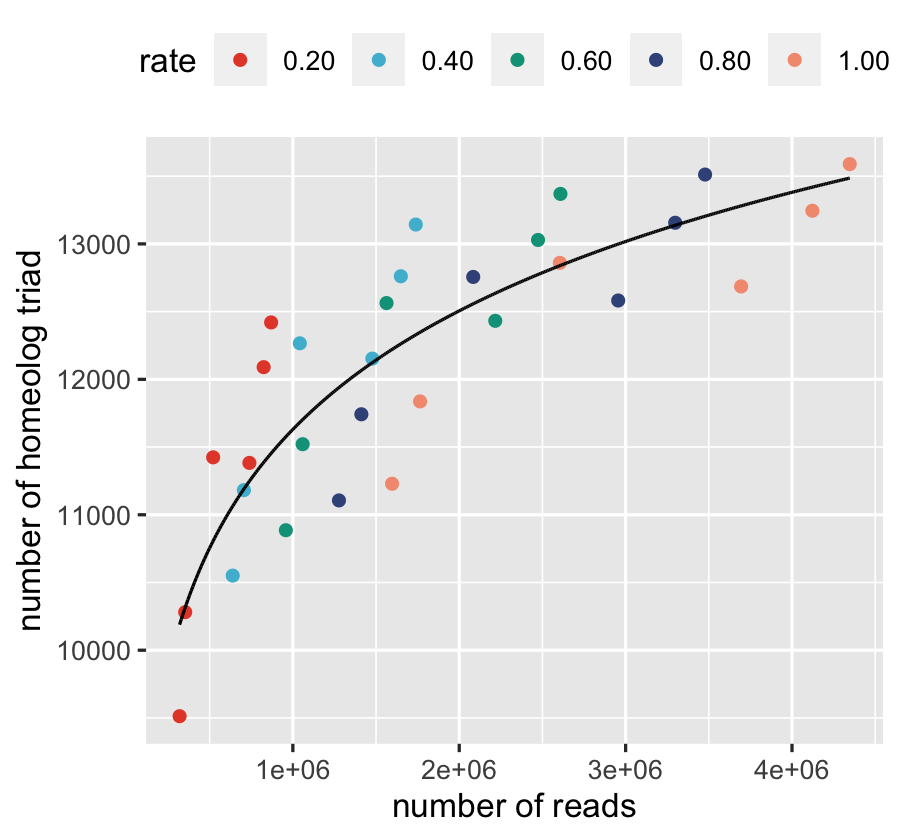 rate 0.20 0.40 0.60 0.80 1.00
number of homeolog triad
13000
12000
11000
10000
1e+06 2e+06 3e+06 4e+06
number of reads